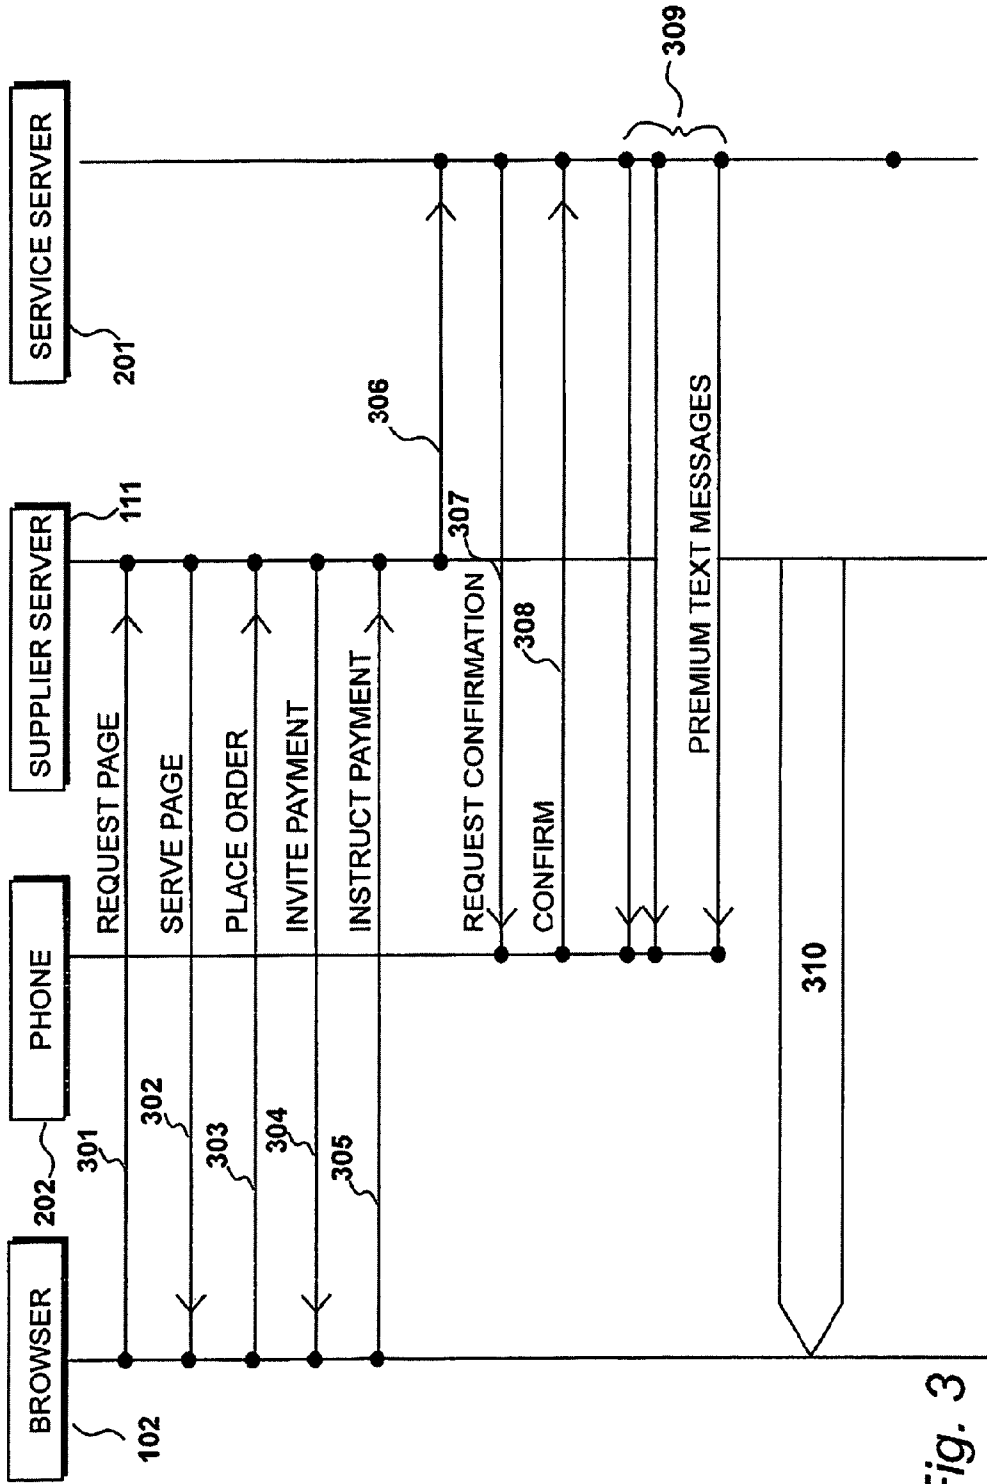 BROWSER
PHONE
SUPPLIER SERVER
SERVICE SERVER
102
202
111
201
301
REQUEST PAGE
302
SERVE PAGE
303
PLACE ORDER
304
INVITE PAYMENT
305
INSTRUCT PAYMENT
306
307
REQUEST CONFIRMATION
308
CONFIRM
309
PREMIUM TEXT MESSAGES
310
Fig. 3